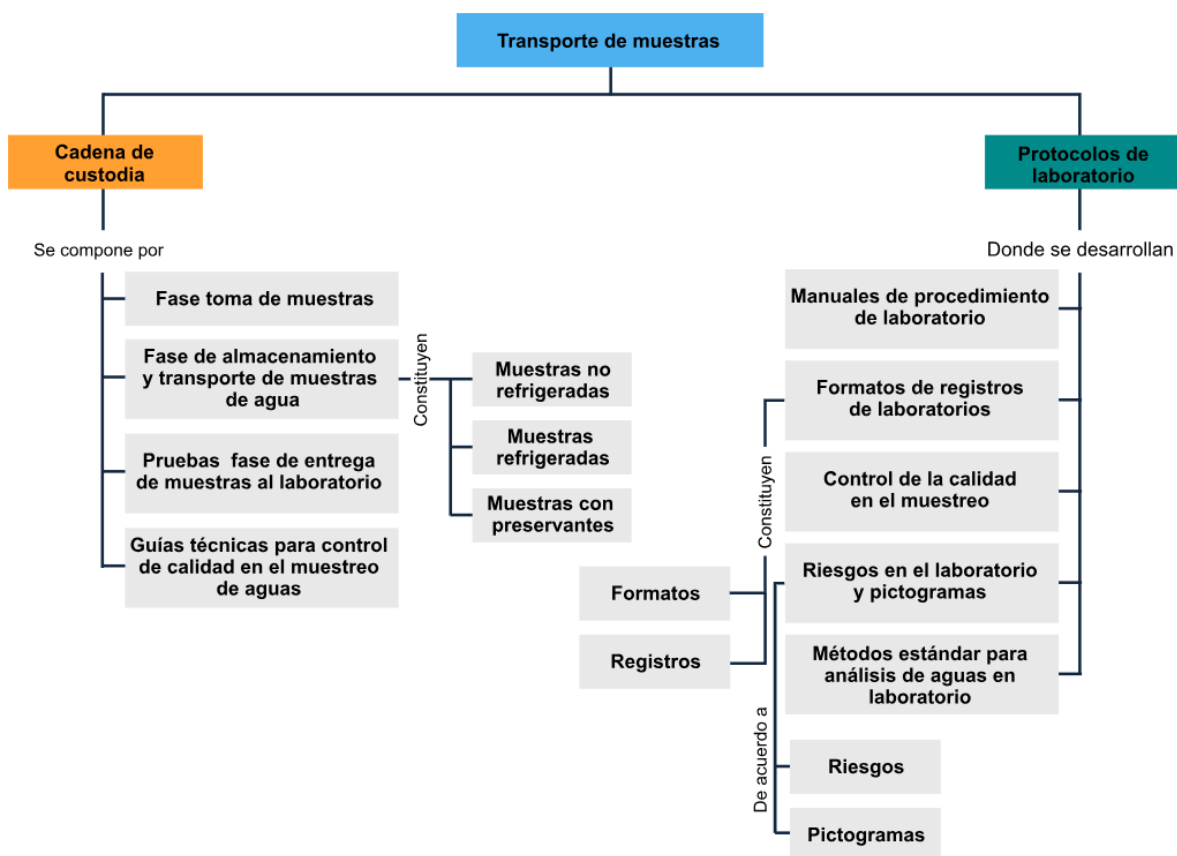 Transporte de muestras
Cadena de
custodia
Se compone por
Fase toma de muestras
Fase de almacenamiento
y transporte de muestras
de agua
Pruebas fase de entrega
de muestras al laboratorio
Guías técnicas para control
de calidad en el muestreo
de aguas
Constituyen
Muestras no
refrigeradas
Muestras
refrigeradas
Muestras con
preservantes
Protocolos de
laboratorio
Donde se desarrollan
Manuales de procedimiento
de laboratorio
Formatos de registros
de laboratorios
Control de la calidad
en el muestreo
Riesgos en el laboratorio
y pictogramas
Métodos estándar para
análisis de aguas en
laboratorio
Constituyen
Formatos
Registros
De acuerdo a
Riesgos
Pictogramas